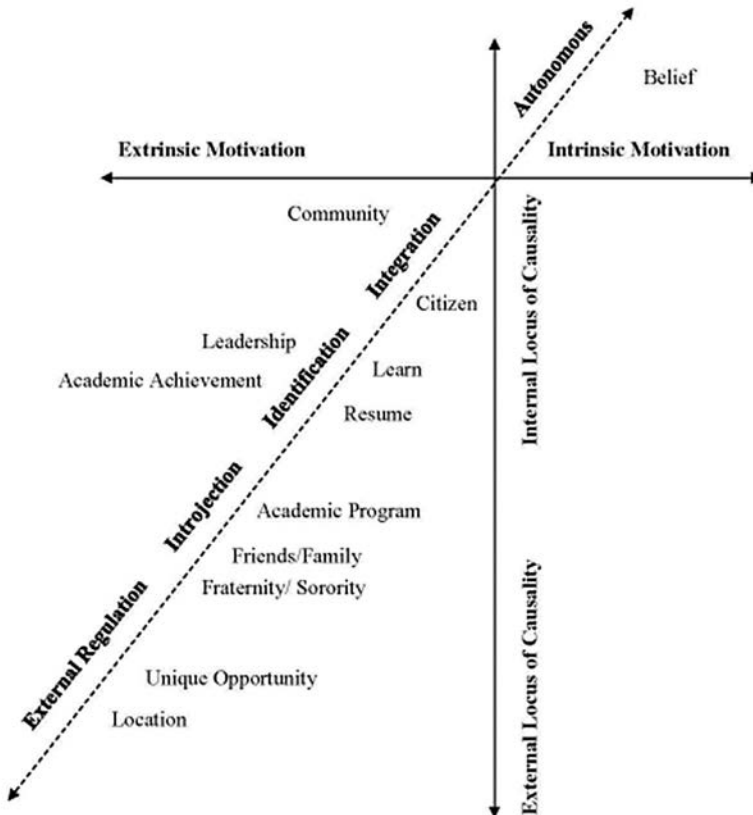 Autonomous
Belief
Extrinsic Motivation
Intrinsic Motivation
Community
Integration
Internal Locus of Causality
Citizen
Leadership
Identification
Academic Achievement
Learn
Resume
Introjection
Academic Program
Friends/Family
Fraternity/ Sorority
External Regulation
External Locus of Causality
Unique Opportunity
Location